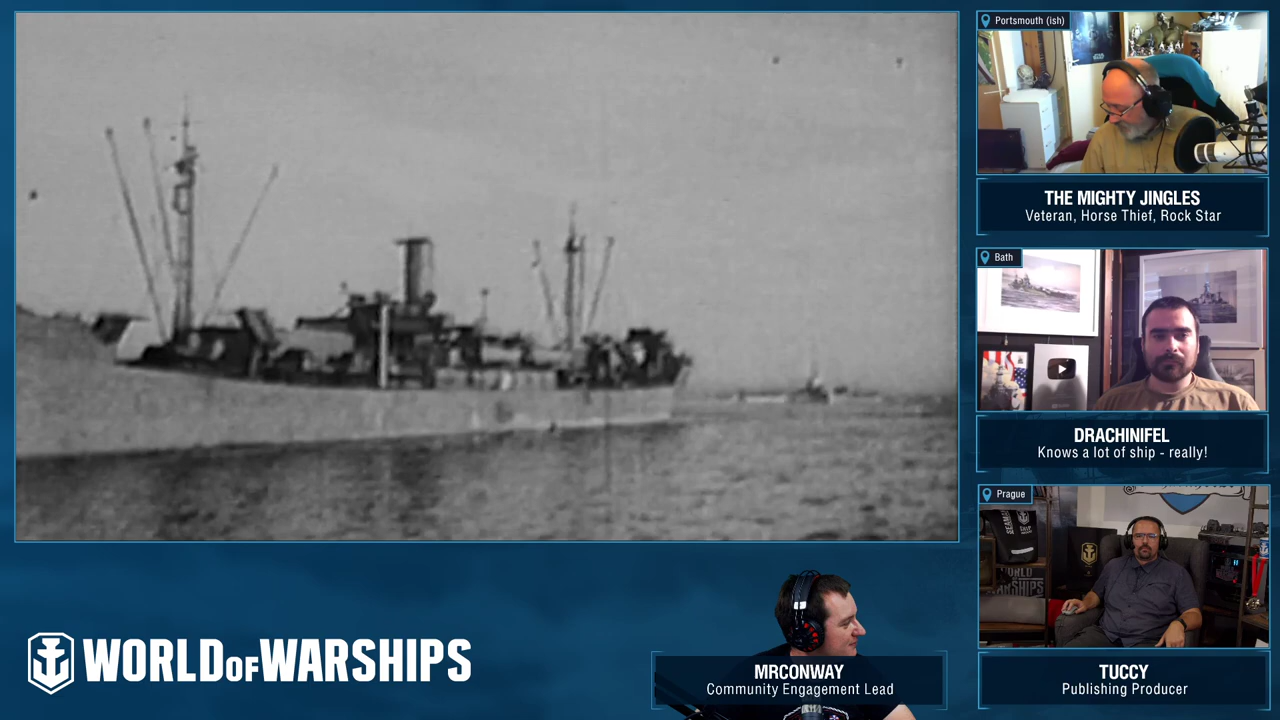 Portsmouth (ish)
THE MIGHTY JINGLES
Veteran, Horse Thief, Rock Star
Bath
DRACHINIFEL
Knows a lot of ship - really!
Prague
WORLD OF WARSHIPS
MRCONWAY
Community Engagement Lead
TUCCY
Publishing Producer